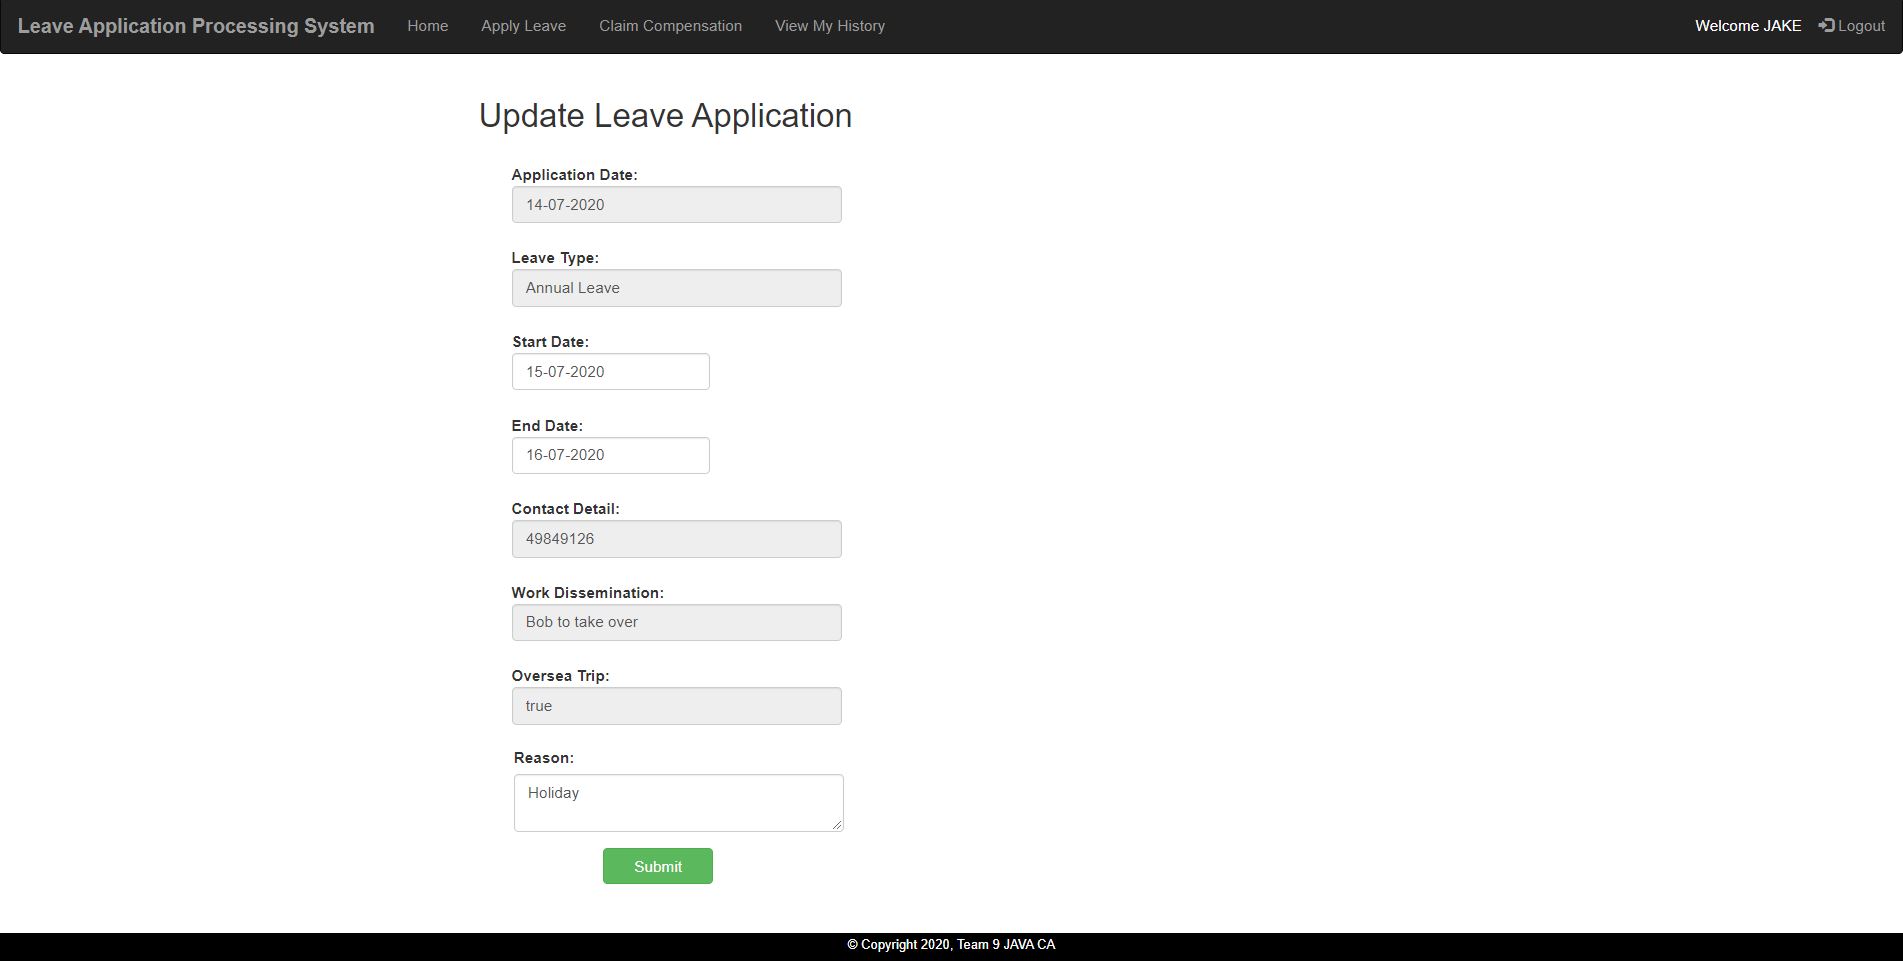 Leave Application Processing System Home Apply Leave Claim Compensation View My History Welcome JAKE Logout
Update Leave Application
Application Date:
14-07-2020
Leave Type:
Annual Leave
Start Date:
15-07-2020
End Date:
16-07-2020
Contact Detail:
49849126
Work Dissemination:
Bob to take over
Oversea Trip:
true
Reason:
Holiday
Submit
© Copyright 2020, Team 9 JAVA CA